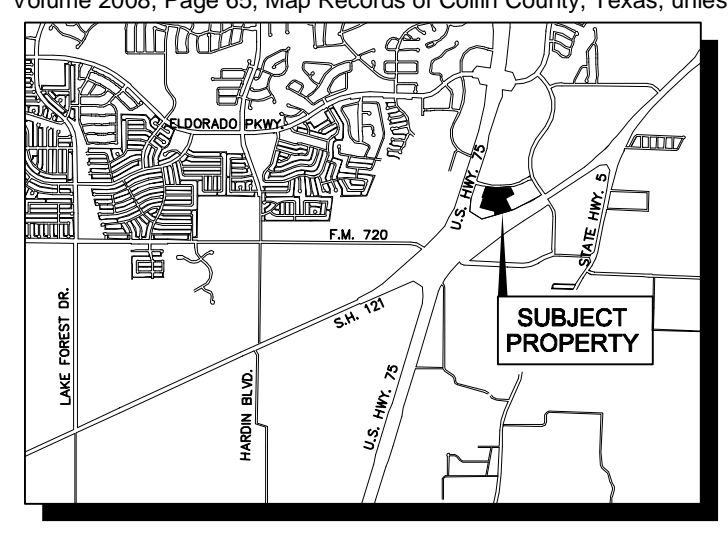 Volume 2008, Page 65, Map Records of Collin County, Texas, unles
ELDORADO PKWY.
U.S. HWY. 75
STATE HWY. 5
F.M. 720
SUBJECT
PROPERTY
S.H. 121
LAKE FOREST DR.
HARDIN BLVD.
U.S. HWY. 75